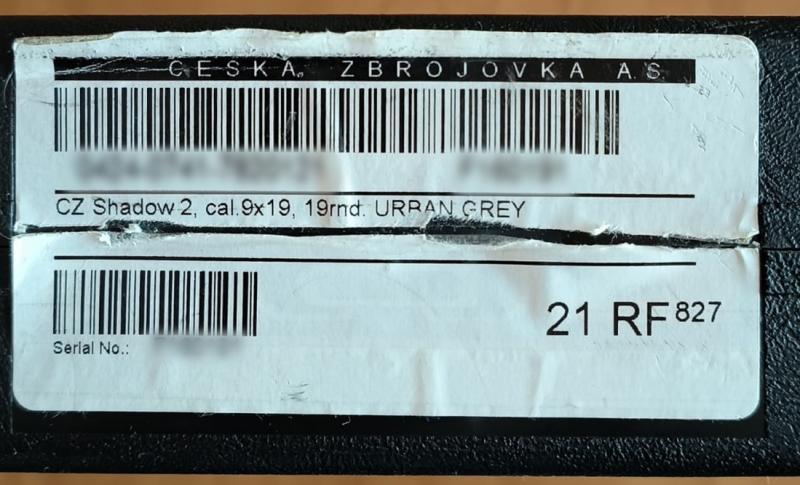 CESKA ZBROJOVKA A.S.
CZ Shadow 2, cal.9x19, 19rnd. URBAN GREY
21 RF 827
Serial No.: